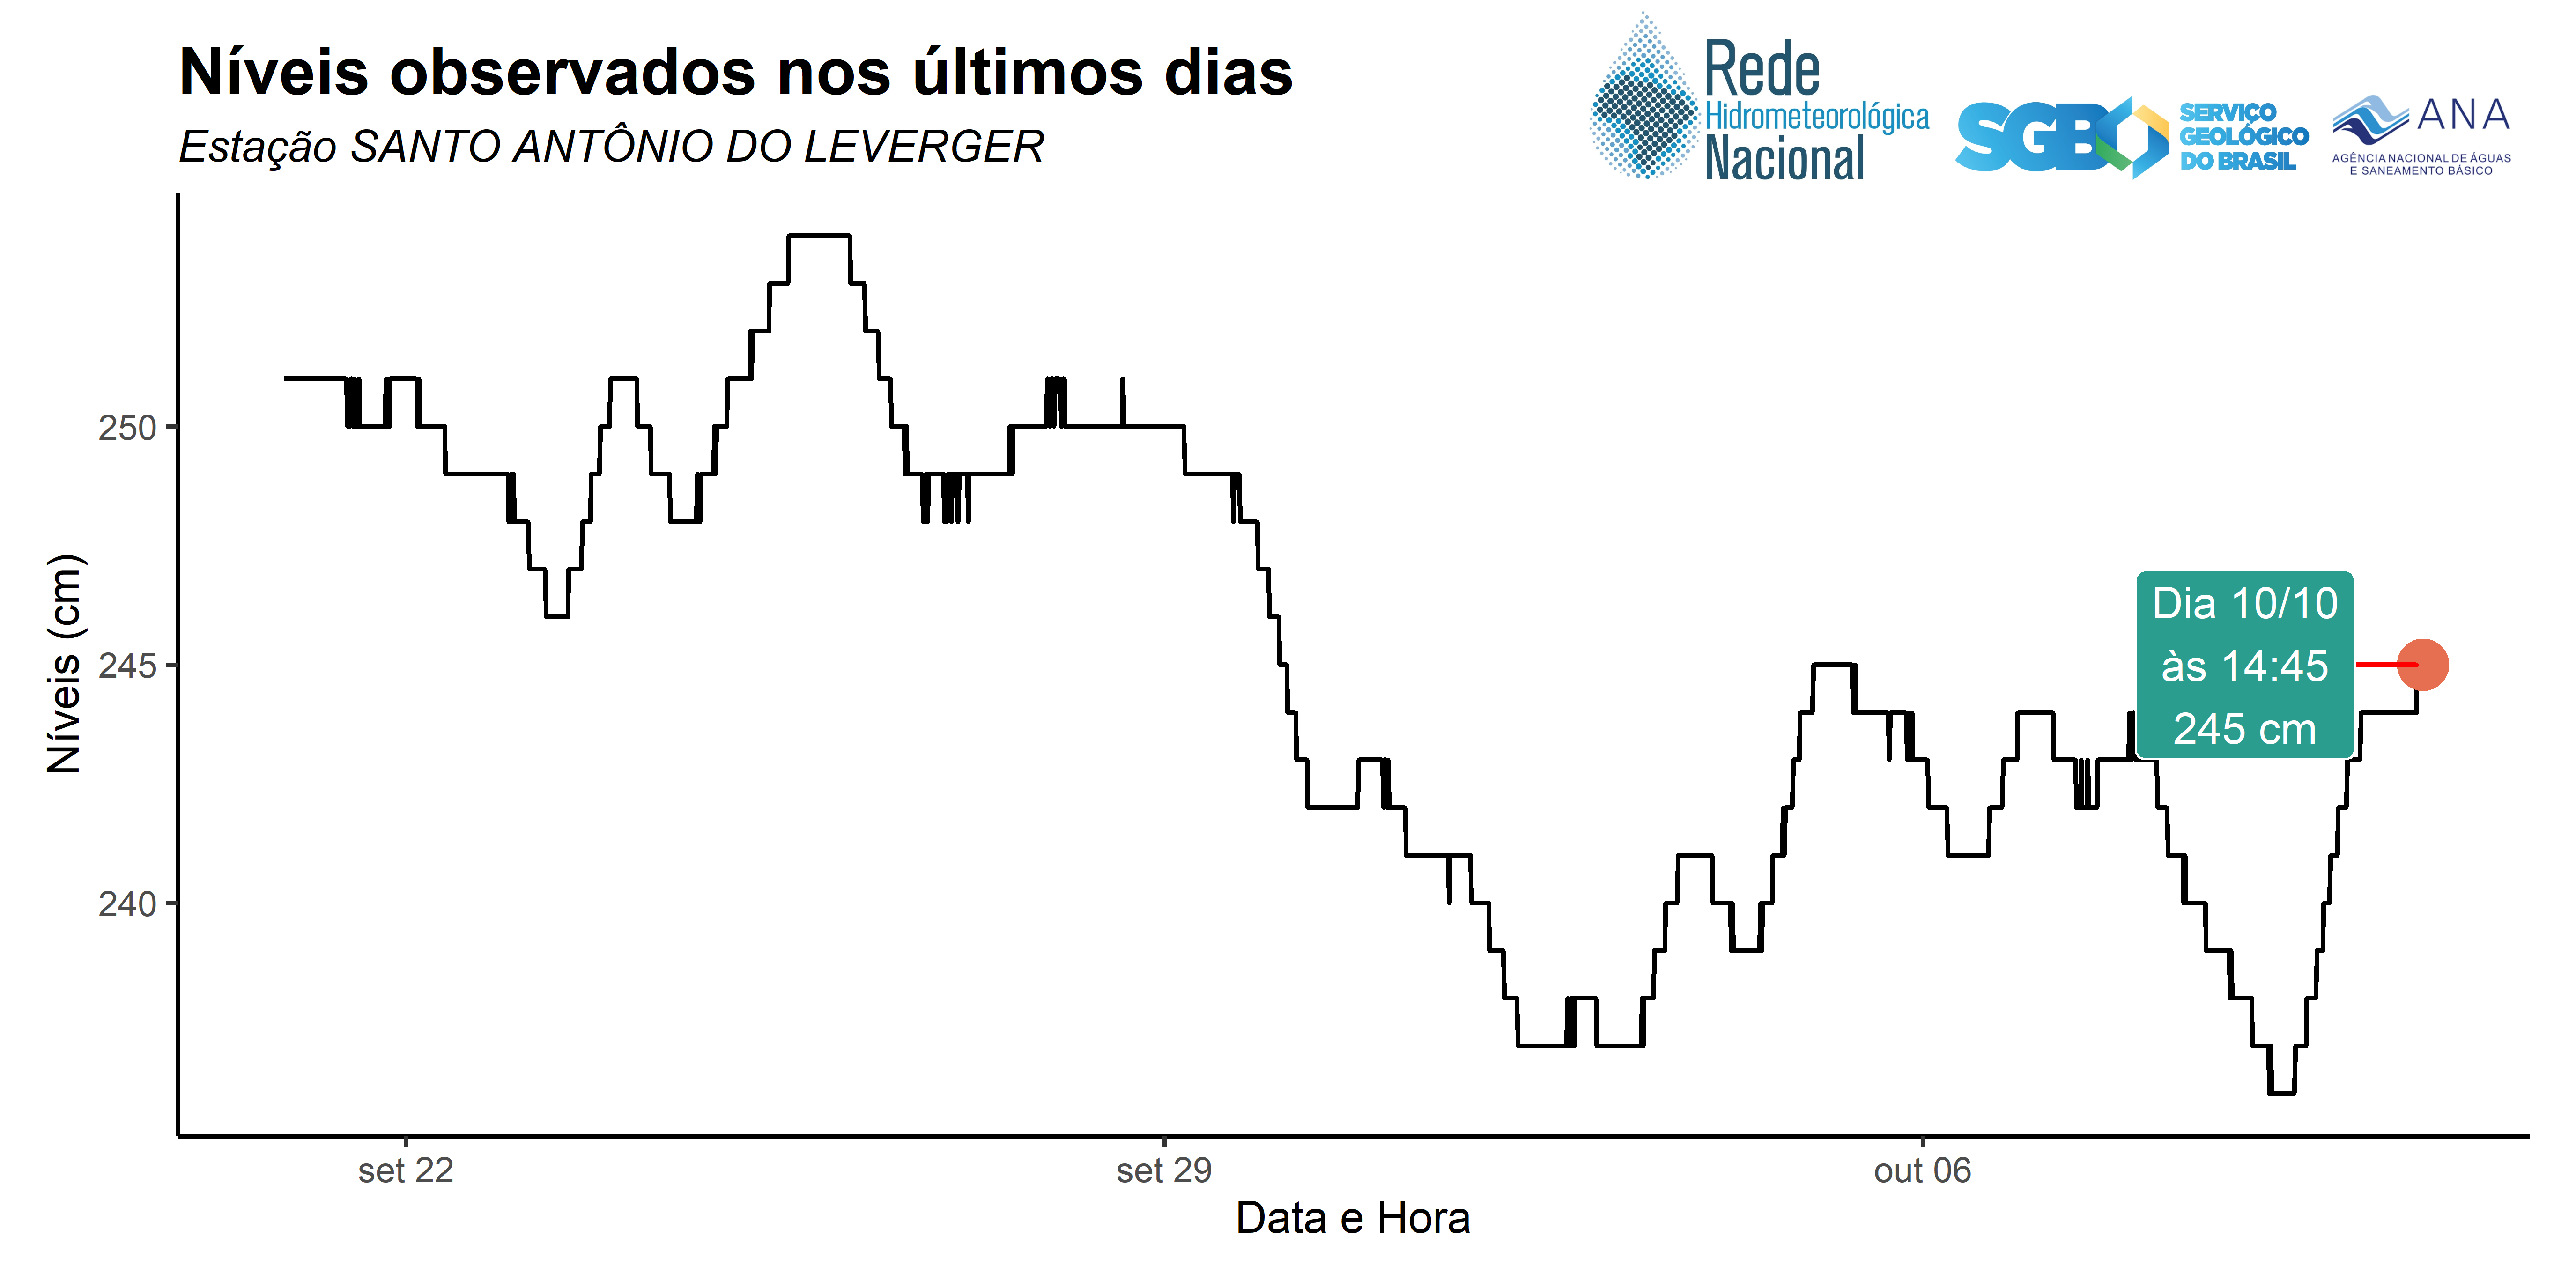 Níveis observados nos últimos dias
Estação SANTO ANTÔNIO DO LEVERGER
Rede
Hidrometeorológica
Nacional
SGB
SERVIÇO
GEOLÓGICO
DO BRASIL
ANA
AGÊNCIA NACIONAL DE ÁGUAS
E SANEAMENTO BÁSICO
Níveis (cm)
250
245
240
Dia 10/10
às 14:45
245 cm
set 22
set 29
out 06
Data e Hora